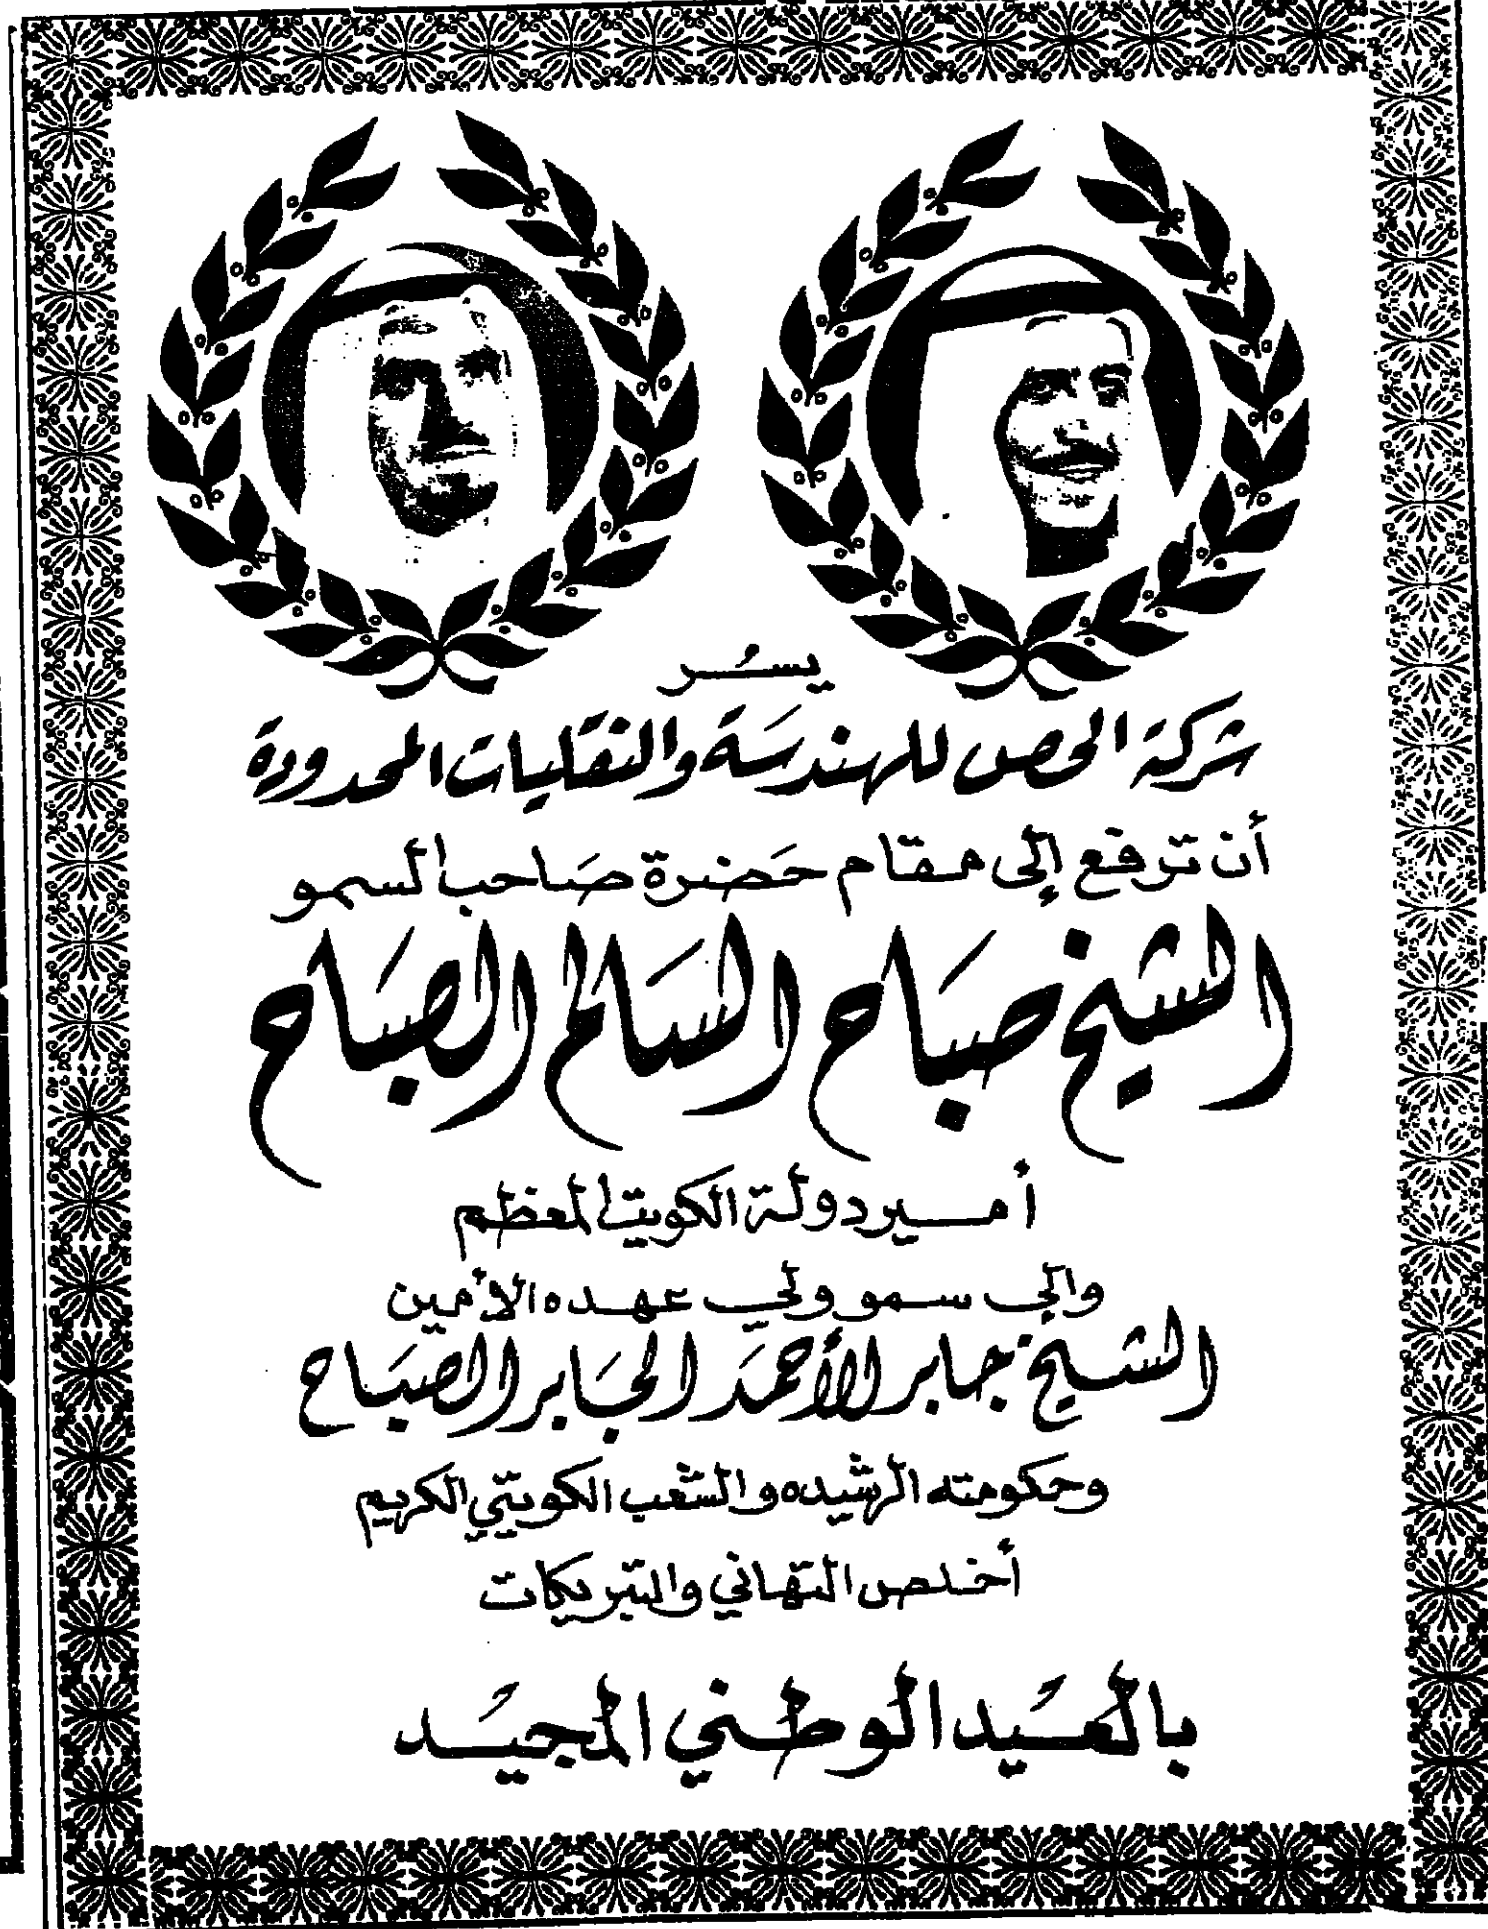 يسُر
شركة الحصن للهندسة والنقليات المحدودة
أن ترفع إلى مقام حضرة صاحب السمو
الشيخ صباح السالم الصباح
أمير دولة الكويت المعظم
والى سمو ولي عهده الأمين
الشيخ جابر الأحمد الجابر الصباح
وحكومته الرشيده والشعب الكويتي الكريم
أخلص التهاني والتبريكات
بالعيد الوطني المجيد